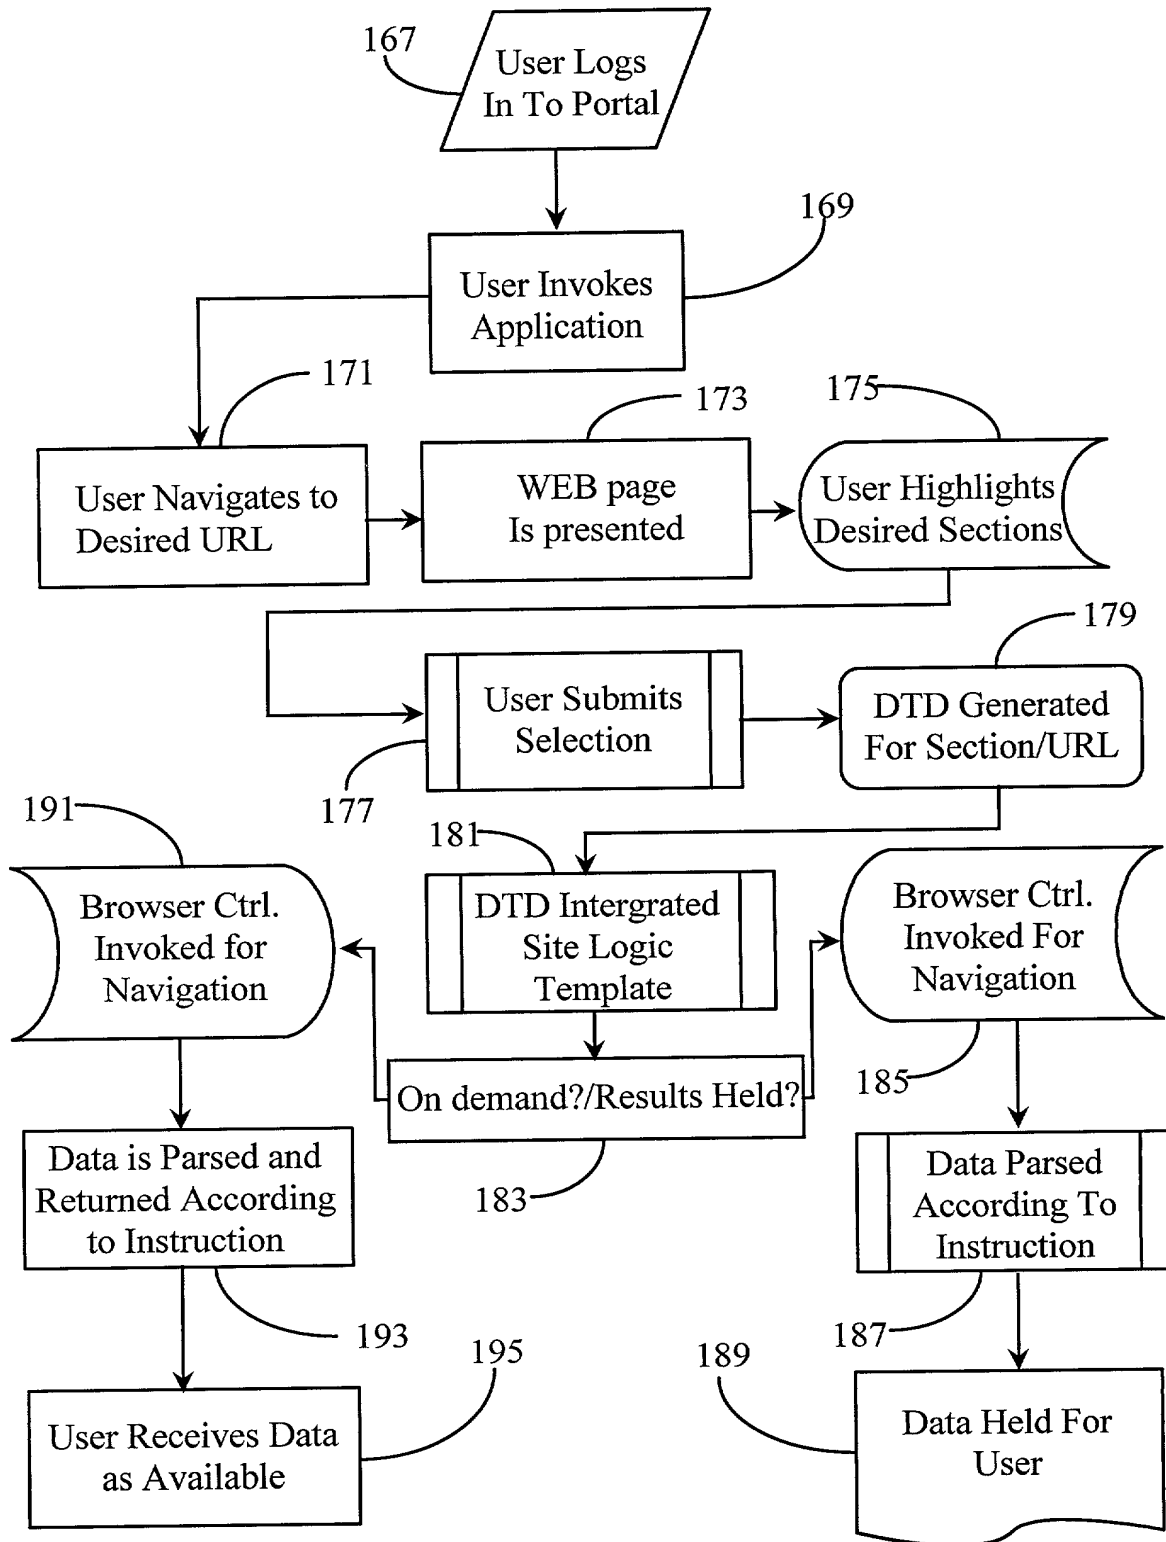 167
User Logs
In To Portal
169
User Invokes
Application
171
173
175
User Navigates to
Desired URL
WEB page
Is presented
User Highlights
Desired Sections
179
User Submits
Selection
DTD Generated
For Section/URL
177
191
181
Browser Ctrl.
Invoked for
Navigation
DTD Intergrated
Site Logic
Template
Browser Ctrl.
Invoked For
Navigation
185
On demand?/Results Held?
183
Data is Parsed and
Returned According
to Instruction
Data Parsed
According To
Instruction
193
187
195
189
User Receives Data
as Available
Data Held For
User